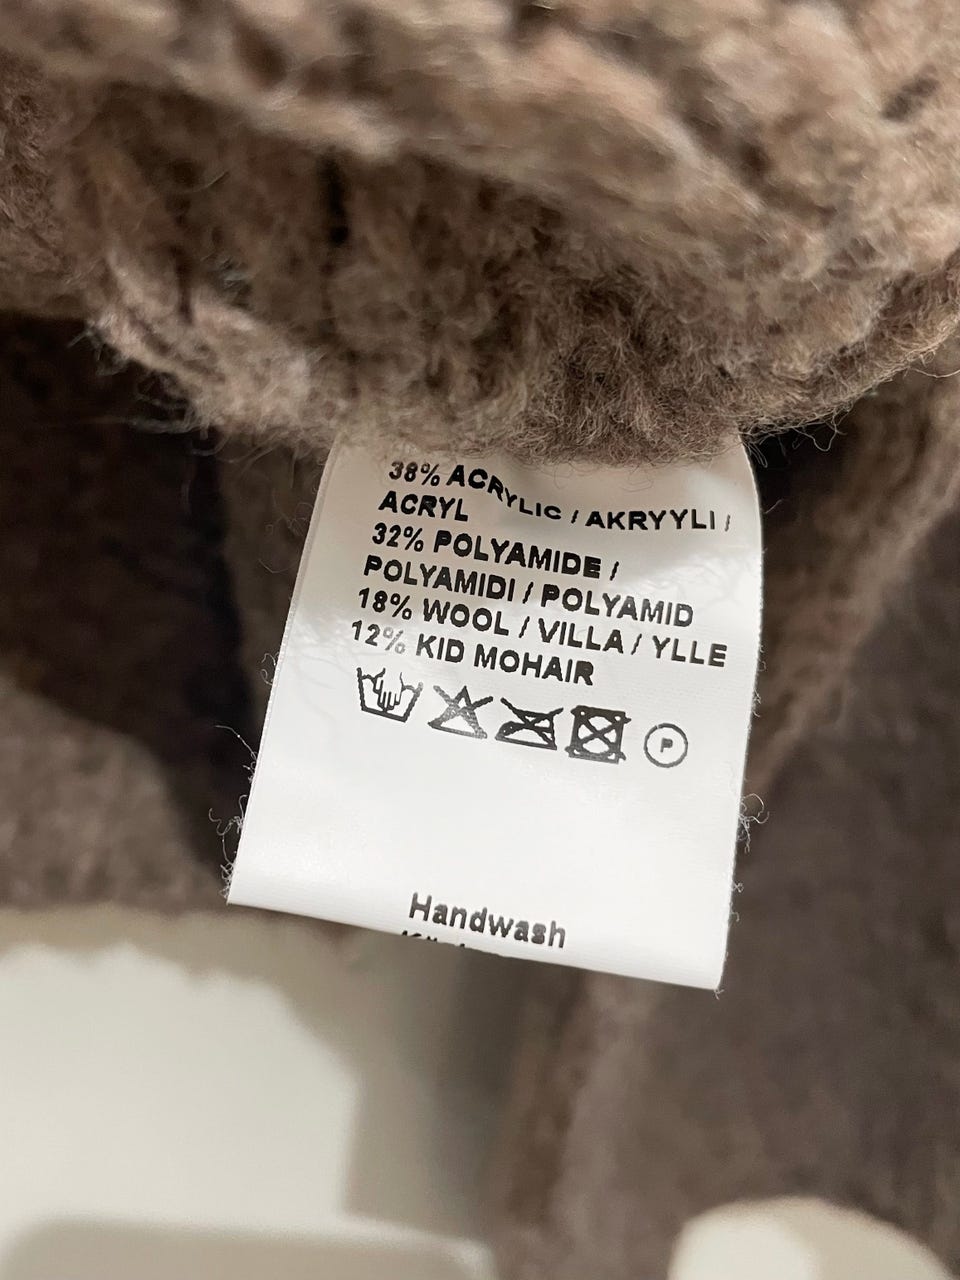 38% ACRYLIC / AKRYYLI /
ACRYL
32% POLYAMIDE /
POLYAMIDI / POLYAMID
18% WOOL / VILLA / YLLE
12% KID MOHAIR
P
Handwash